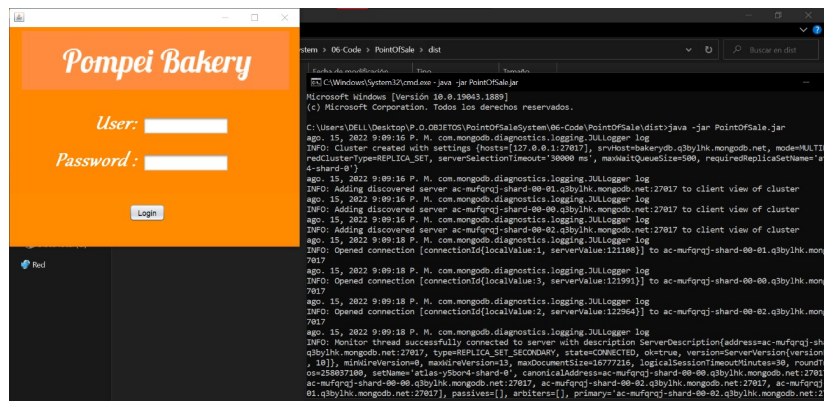 Pompei Bakery
User:
Password :
Login
Red
stem > 06-Code > PointOfSale > dist
Buscar en dist
Fecha de modificación Tipo Tamaño
C:\Windows\System32\cmd.exe - java -jar PointOfSale.jar
Microsoft Windows [Versión 10.0.19043.1889]
(c) Microsoft Corporation. Todos los derechos reservados.
C:\Users\DELL\Desktop\P.O.OBJETOS\PointOfSaleSystem\06-Code\PointOfSale\dist>java -jar PointOfSale.jar
ago. 15, 2022 9:09:16 P. M. com.mongodb.diagnostics.logging.JULLogger log
INFO: Cluster created with settings {hosts=[127.0.0.1:27017], srvHost=bakerydb.q3bylhk.mongodb.net, mode=MULTI
redClusterType=REPLICA_SET, serverSelectionTimeout='30000 ms', maxWaitQueueSize=500, requiredReplicaSetName='a
4-shard-0'}
ago. 15, 2022 9:09:16 P. M. com.mongodb.diagnostics.logging.JULLogger log
INFO: Adding discovered server ac-mufqrqj-shard-00-01.q3bylhk.mongodb.net:27017 to client view of cluster
ago. 15, 2022 9:09:16 P. M. com.mongodb.diagnostics.logging.JULLogger log
INFO: Adding discovered server ac-mufqrqj-shard-00-00.q3bylhk.mongodb.net:27017 to client view of cluster
ago. 15, 2022 9:09:16 P. M. com.mongodb.diagnostics.logging.JULLogger log
INFO: Adding discovered server ac-mufqrqj-shard-00-02.q3bylhk.mongodb.net:27017 to client view of cluster
ago. 15, 2022 9:09:18 P. M. com.mongodb.diagnostics.logging.JULLogger log
INFO: Opened connection [connectionId{localValue:1, serverValue:121108}] to ac-mufqrqj-shard-00-01.q3bylhk.mon
7017
ago. 15, 2022 9:09:18 P. M. com.mongodb.diagnostics.logging.JULLogger log
INFO: Opened connection [connectionId{localValue:3, serverValue:121991}] to ac-mufqrqj-shard-00-00.q3bylhk.mon
7017
ago. 15, 2022 9:09:18 P. M. com.mongodb.diagnostics.logging.JULLogger log
INFO: Opened connection [connectionId{localValue:2, serverValue:122964}] to ac-mufqrqj-shard-00-02.q3bylhk.mon
7017
ago. 15, 2022 9:09:18 P. M. com.mongodb.diagnostics.logging.JULLogger log
INFO: Monitor thread successfully connected to server with description ServerDescription{address=ac-mufqrqj-sh
q3bylhk.mongodb.net:27017, type=REPLICA_SET_SECONDARY, state=CONNECTED, ok=true, version=ServerVersion{version
, 10]}, minWireVersion=0, maxWireVersion=13, maxDocumentSize=16777216, logicalSessionTimeoutMinutes=30, roundT
os=258037100, setName='atlas-y5bor4-shard-0', canonicalAddress=ac-mufqrqj-shard-00-00.q3bylhk.mongodb.net:2701
ac-mufqrqj-shard-00-00.q3bylhk.mongodb.net:27017, ac-mufqrqj-shard-00-02.q3bylhk.mongodb.net:27017, ac-mufqrqj
01.q3bylhk.mongodb.net:27017], passives=[], arbiters=[], primary='ac-mufqrqj-shard-00-02.q3bylhk.mongodb.net:2